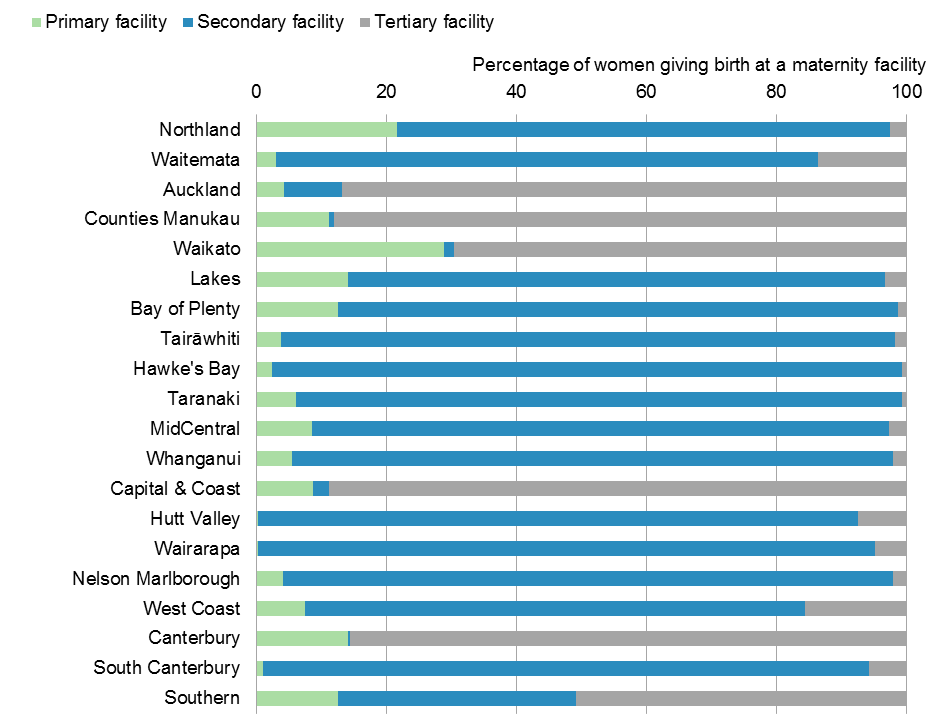 Primary facility Secondary facility Tertiary facility
Percentage of women giving birth at a maternity facility
0 20 40 60 80 100
Northland
Waitemata
Auckland
Counties Manukau
Waikato
Lakes
Bay of Plenty
Tairāwhiti
Hawke's Bay
Taranaki
MidCentral
Whanganui
Capital & Coast
Hutt Valley
Wairarapa
Nelson Marlborough
West Coast
Canterbury
South Canterbury
Southern